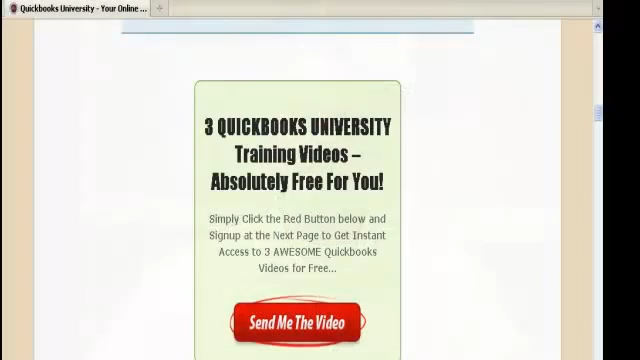 Quickbooks University - Your Online ...
3 QUICKBOOKS UNIVERSITY
Training Videos –
Absolutely Free For You!
Simply Click the Red Button below and
Signup at the Next Page to Get Instant
Access to 3 AWESOME Quickbooks
Videos for Free...
Send Me The Video